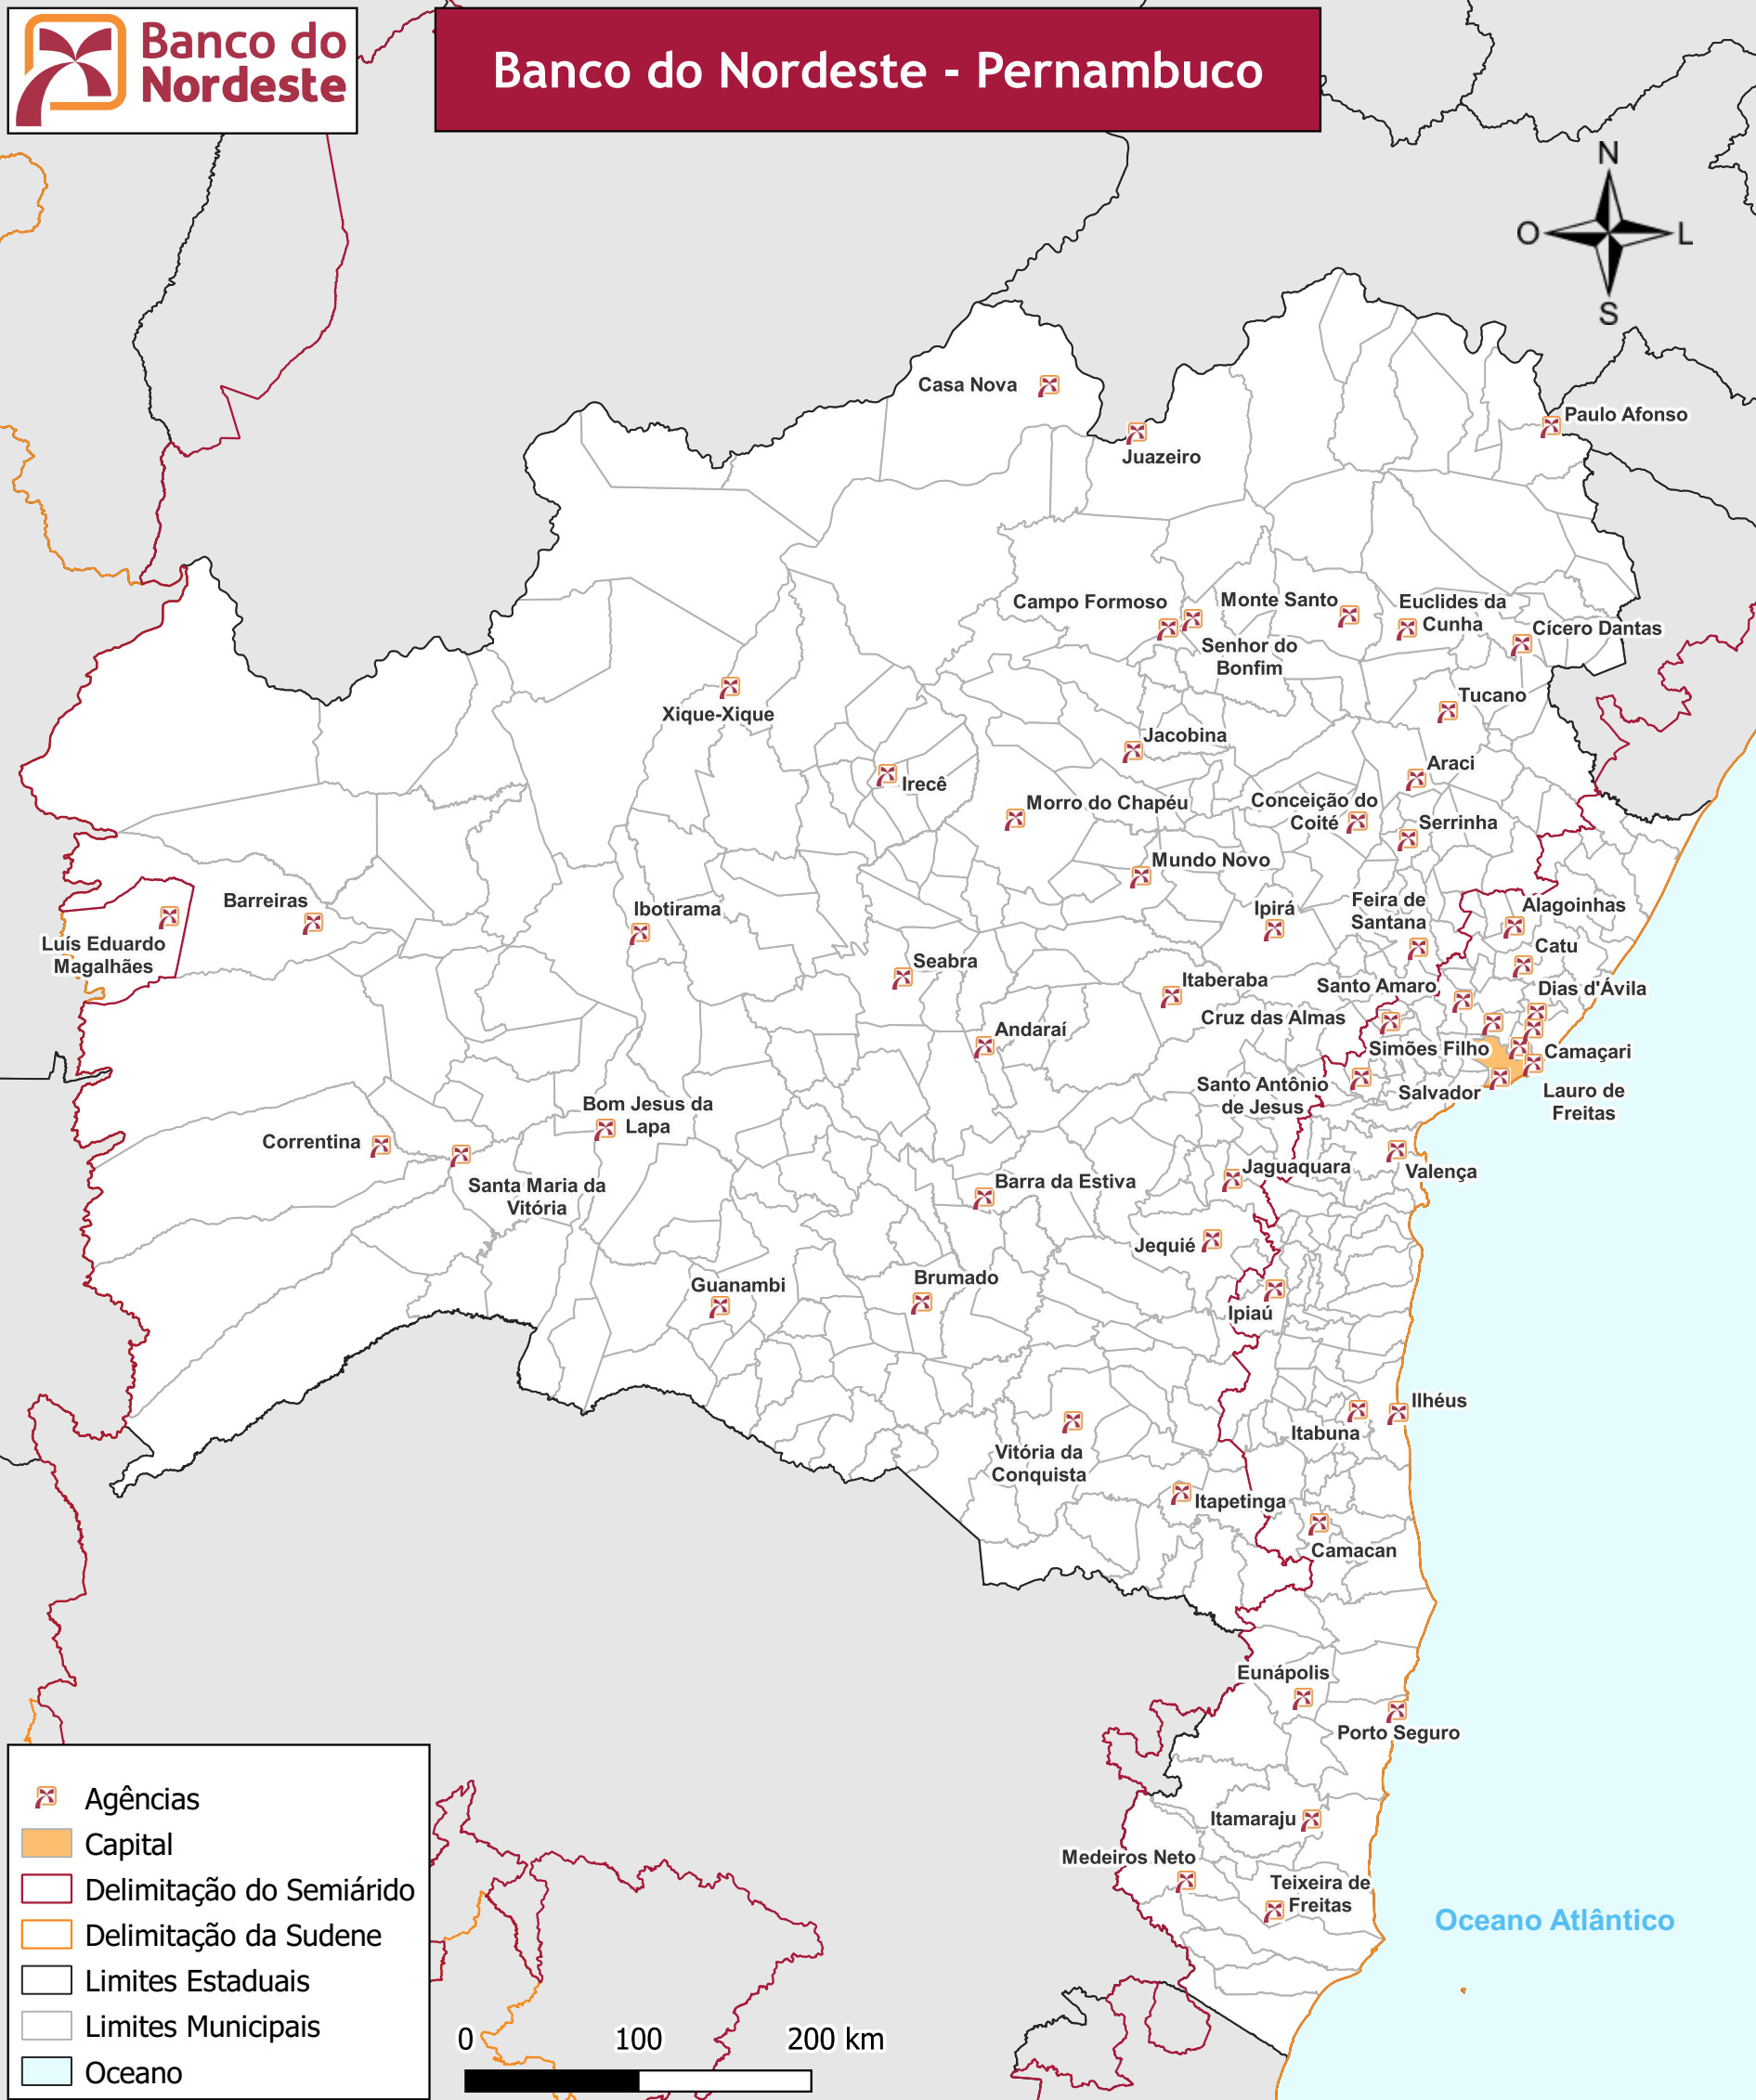 Banco do
Nordeste
Banco do Nordeste - Pernambuco
N
O
L
S
Casa Nova
Paulo Afonso
Juazeiro
Campo Formoso
Monte Santo
Euclides da
Cunha
Cícero Dantas
Senhor do
Bonfim
Tucano
Xique-Xique
Jacobina
Araci
Irecê
Morro do Chapéu
Conceição do
Coité
Serrinha
Mundo Novo
Barreiras
Ibotirama
Ipirá
Feira de
Santana
Alagoinhas
Luís Eduardo
Magalhães
Catu
Seabra
Itaberaba
Santo Amaro
Dias d'Ávila
Cruz das Almas
Andaraí
Simões Filho
Camaçari
Santo Antônio
de Jesus
Salvador
Lauro de
Freitas
Bom Jesus da
Lapa
Correntina
Santa Maria da
Vitória
Jaguaquara
Valença
Barra da Estiva
Jequié
Guanambi
Brumado
Ipiaú
Ilhéus
Itabuna
Vitória da
Conquista
Itapetinga
Camacan
Eunápolis
Porto Seguro
Itamaraju
Medeiros Neto
Teixeira de
Freitas
Oceano Atlântico
Agências
Capital
Delimitação do Semiárido
Delimitação da Sudene
Limites Estaduais
Limites Municipais
Oceano
0 100 200 km